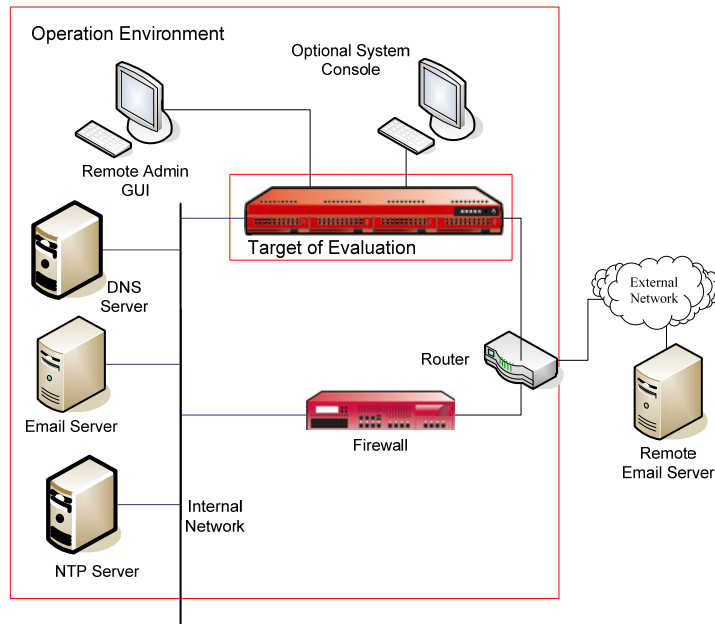 Operation Environment
Optional System
Console
Remote Admin
GUI
Target of Evaluation
DNS
Server
External
Network
Router
Email Server
Firewall
Remote
Email Server
Internal
Network
NTP Server